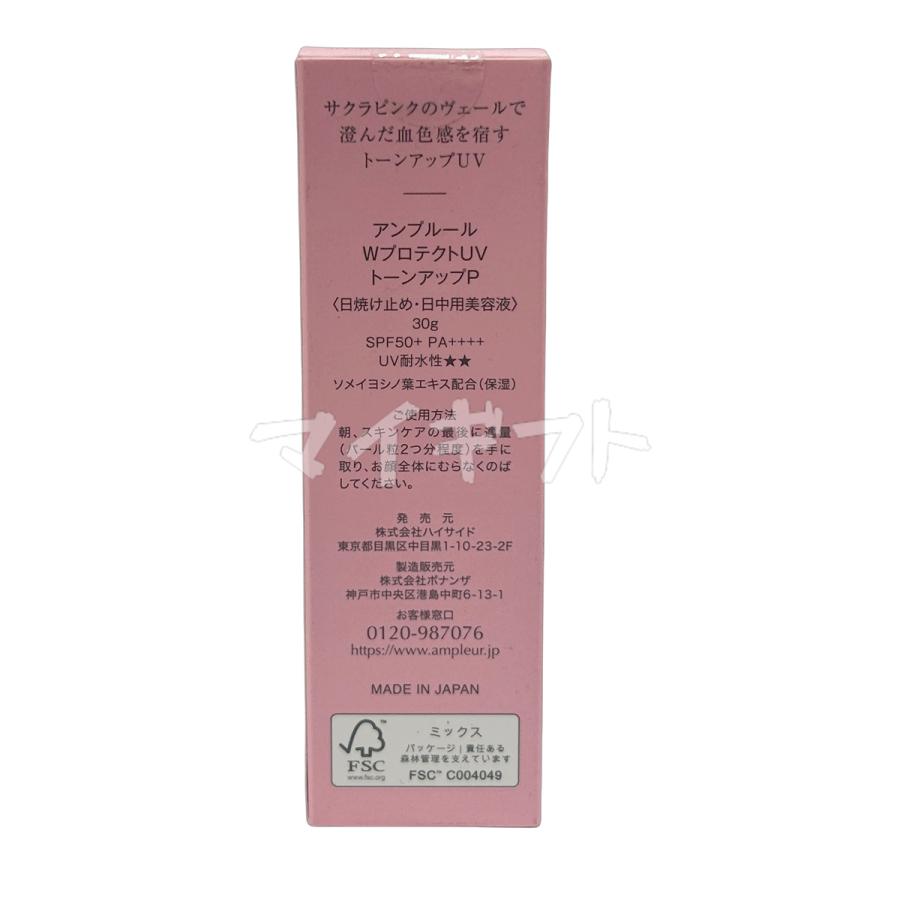 サクラピンクのヴェールで
澄んだ血色感を宿す
トーンアップUV
アンプルール
WプロテクトUV
トーンアップP
〈日焼け止め・日中用美容液〉
30g
SPF50+ PA++++
UV耐水性★★
ソメイヨシノ葉エキス配合(保湿)
マイギフト
ご使用方法
朝、スキンケアの最後に適量
(パール粒2つ分程度)を手に
取り、お顔全体にむらなくのば
してください。
発売元
株式会社ハイサイド
東京都目黒区中目黒1-10-23-2F
製造販売元
株式会社ボナンザ
神戸市中央区港島中町6-13-1
お客様窓口
0120-987076
https://www.ampleur.jp
MADE IN JAPAN
FSC
www.fsc.org
ミックス
パッケージ|責任ある
森林管理を支えています
FSC™ C004049